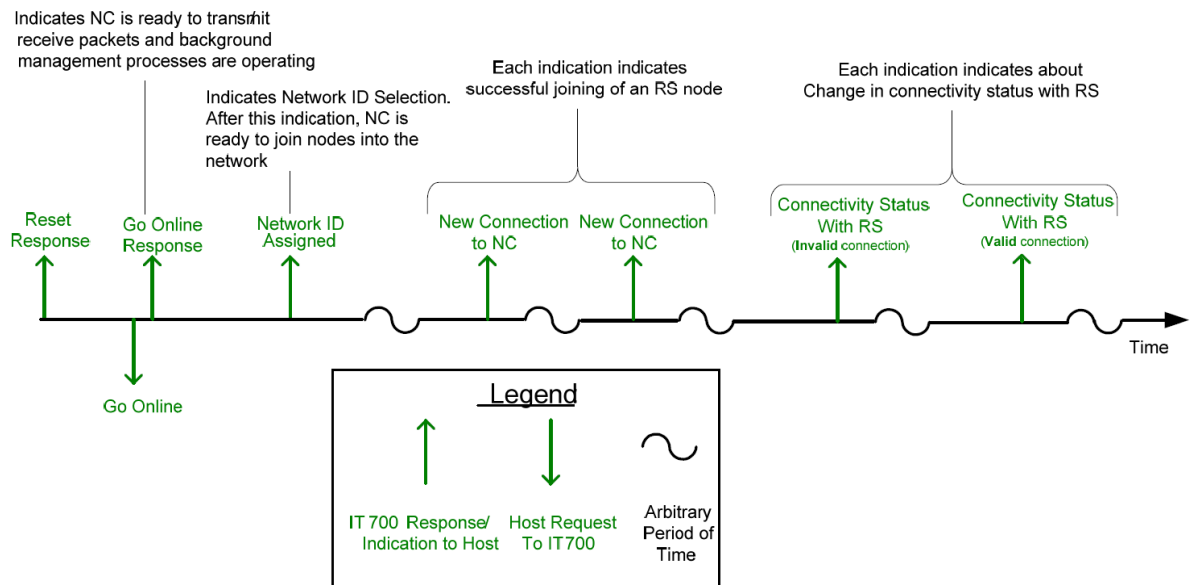 Indicates NC is ready to transmit/
receive packets and background
management processes are operating
Indicates Network ID Selection.
After this indication, NC is
ready to join nodes into the
network
Each indication indicates
successful joining of an RS node
Each indication indicates about
Change in connectivity status with RS
Reset
Response
Go Online
Response
Network ID
Assigned
New Connection
to NC
New Connection
to NC
Connectivity Status
With RS
(Invalid connection)
Connectivity Status
With RS
(Valid connection)
Time
Go Online
Legend
IT700 Response/
Indication to Host
Host Request
To IT700
Arbitrary
Period of
Time